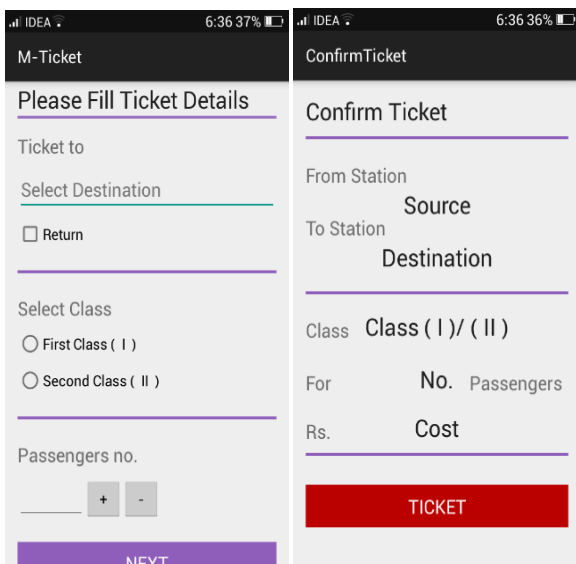 IDEA 6:36 37%
M-Ticket
Please Fill Ticket Details
Ticket to
Select Destination
Return
Select Class
First Class ( I )
Second Class ( II )
Passengers no.
+ -
NEXT
IDEA 6:36 36%
ConfirmTicket
Confirm Ticket
From Station
Source
To Station
Destination
Class Class ( I )/ ( II )
For No. Passengers
Rs. Cost
TICKET